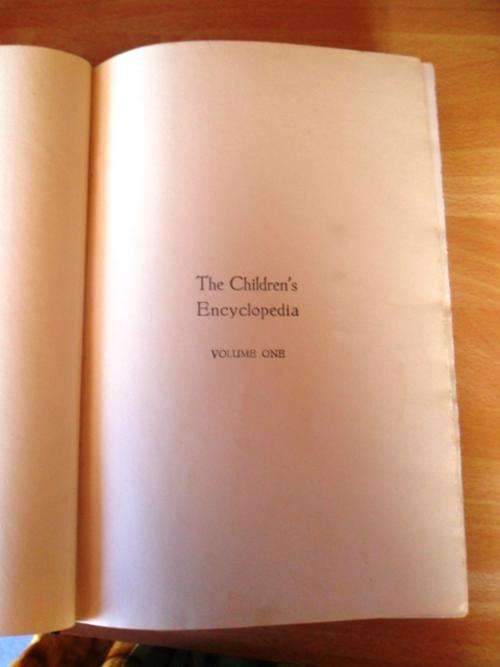 The Children's
Encyclopedia
VOLUME ONE